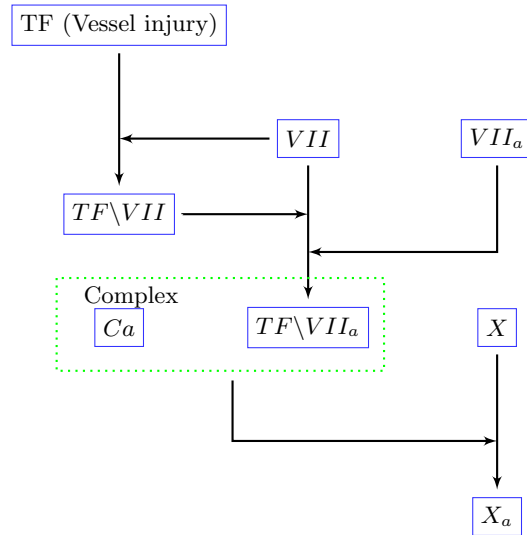 TF (Vessel injury)
VII
VII_a
TF\VII
Complex
Ca
TF\VII_a
X
X_a